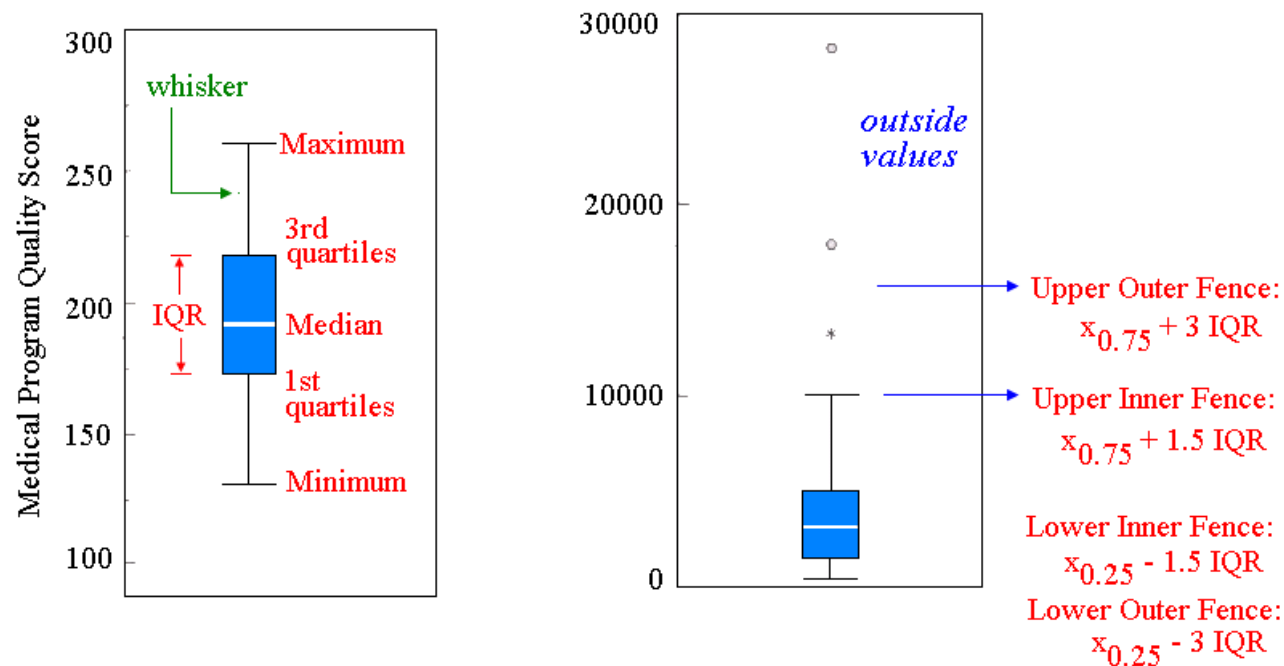 Medical Program Quality Score
300
250
200
150
100
whisker
Maximum
3rd
quartiles
IQR
Median
1st
quartiles
Minimum
30000
20000
10000
0
outside
values
Upper Outer Fence:
x0.75 + 3 IQR
Upper Inner Fence:
x0.75 + 1.5 IQR
Lower Inner Fence:
x0.25 - 1.5 IQR
Lower Outer Fence:
x0.25 - 3 IQR